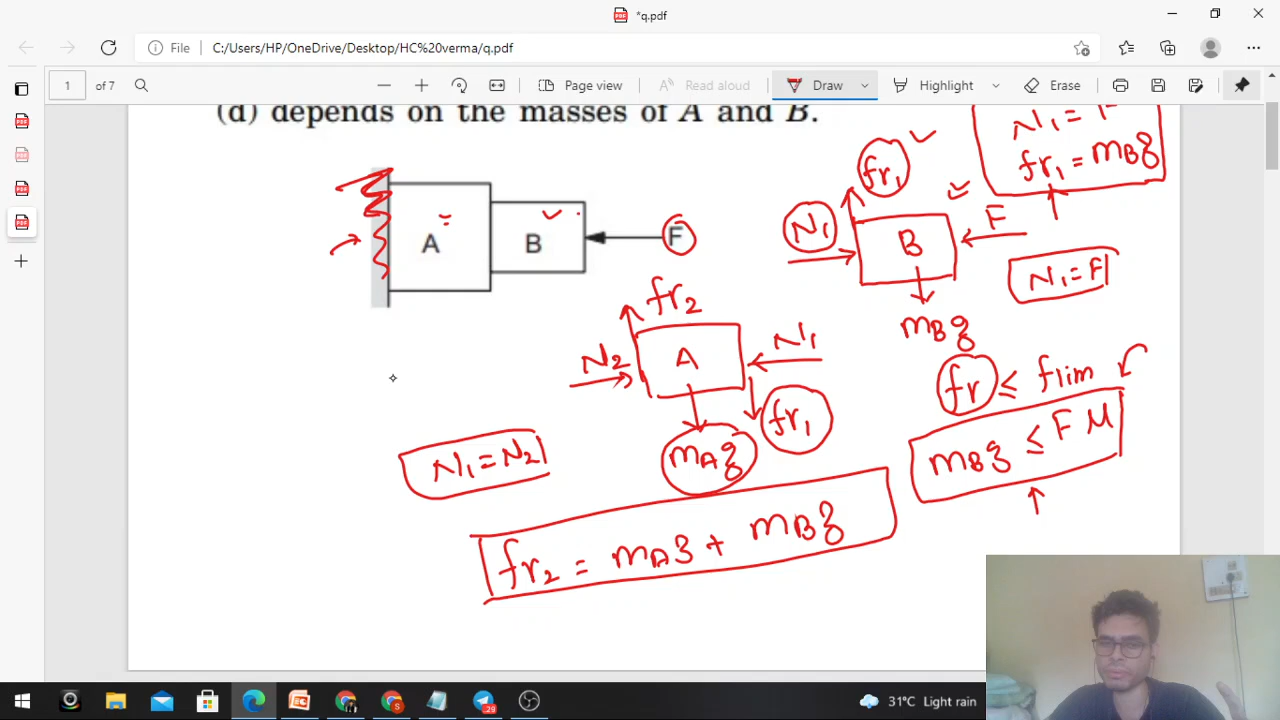 *q.pdf
File C:/Users/HP/OneDrive/Desktop/HC%20verma/q.pdf
1 of 7
Page view
Read aloud
Draw
Highlight
Erase
(d) depends on the masses of A and B.
fr₁ = mBg
A
B
F
fr₁
N₁
B
F
mBg
N₁ = F
fr₂
N₂
A
N₁
mAg
fr₁
fr ≤ flim
mBg ≤ F μ
N₁ = N₂
fr₂ = mAg + mBg
29
31°C Light rain